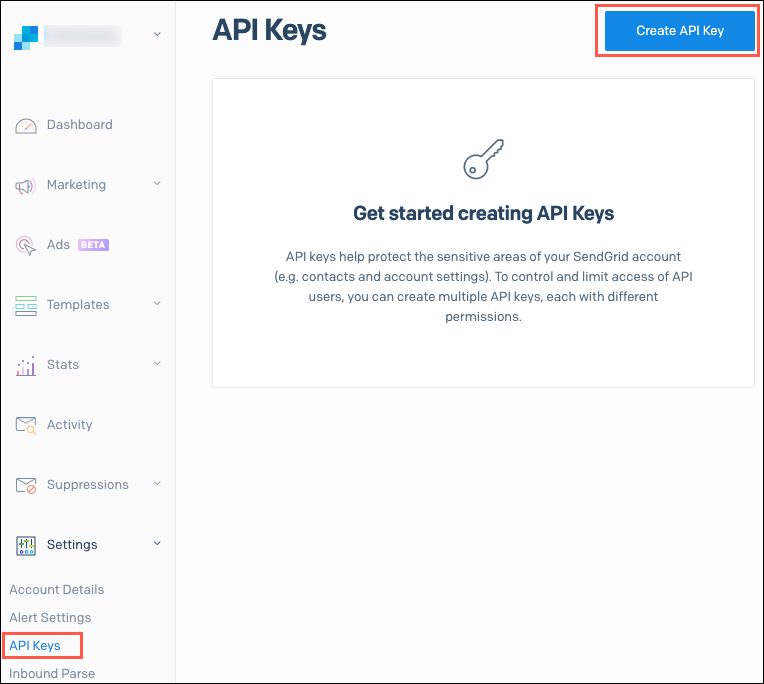 API Keys
Create API Key
Dashboard
Marketing
Ads BETA
Templates
Stats
Activity
Suppressions
Settings
Account Details
Alert Settings
API Keys
Inbound Parse
Get started creating API Keys
API keys help protect the sensitive areas of your SendGrid account
(e.g. contacts and account settings). To control and limit access of API
users, you can create multiple API keys, each with different
permissions.